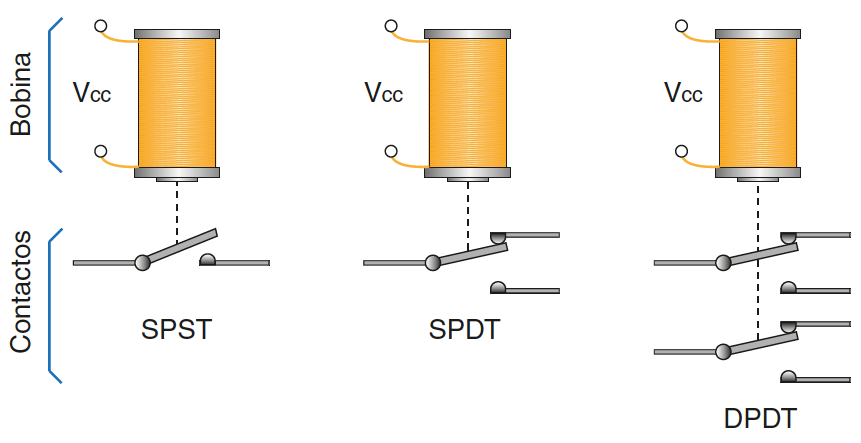 Bobina
Vcc
Vcc
Vcc
Contactos
SPST
SPDT
DPDT